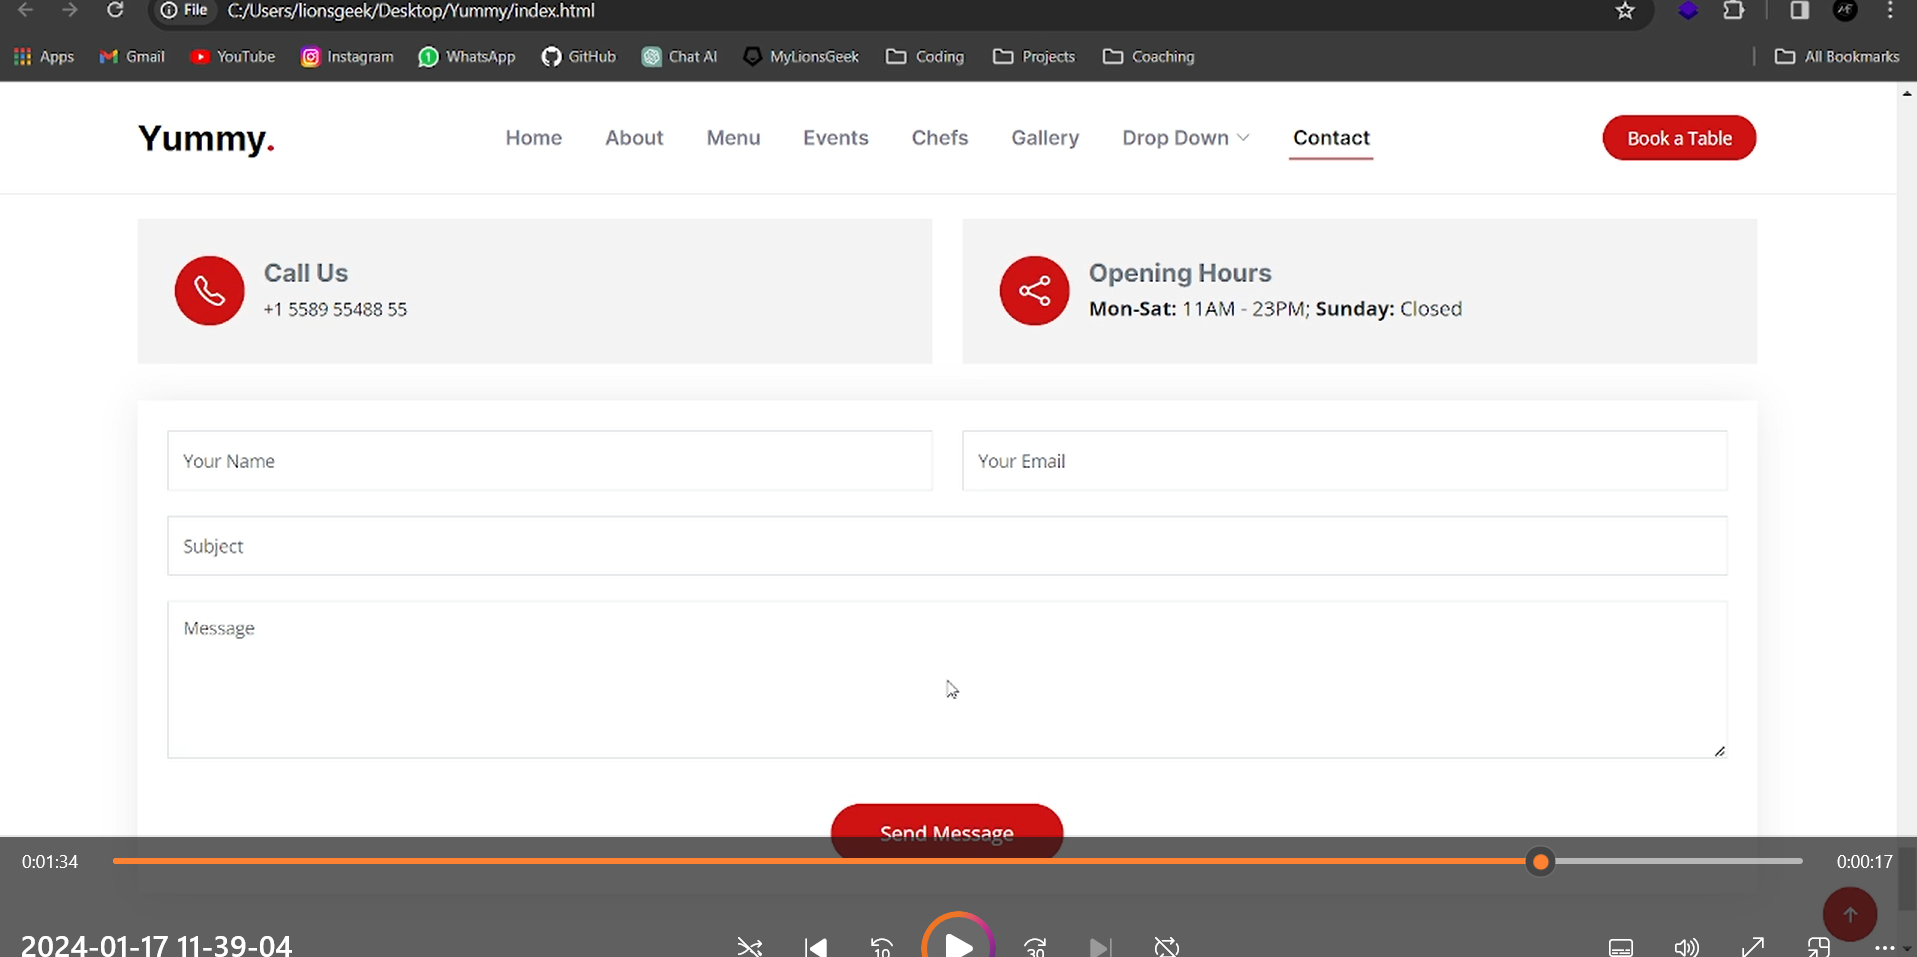 File C:/Users/lionsgeek/Desktop/Yummy/index.html
Apps Gmail YouTube Instagram WhatsApp GitHub Chat AI MyLionsGeek Coding Projects Coaching All Bookmarks
Yummy. Home About Menu Events Chefs Gallery Drop Down Contact Book a Table
Call Us
+1 5589 55488 55
Opening Hours
Mon-Sat: 11AM - 23PM; Sunday: Closed
Your Name
Your Email
Subject
Message
Send Message
0:01:34 0:00:17
2024-01-17 11-39-04
10 30